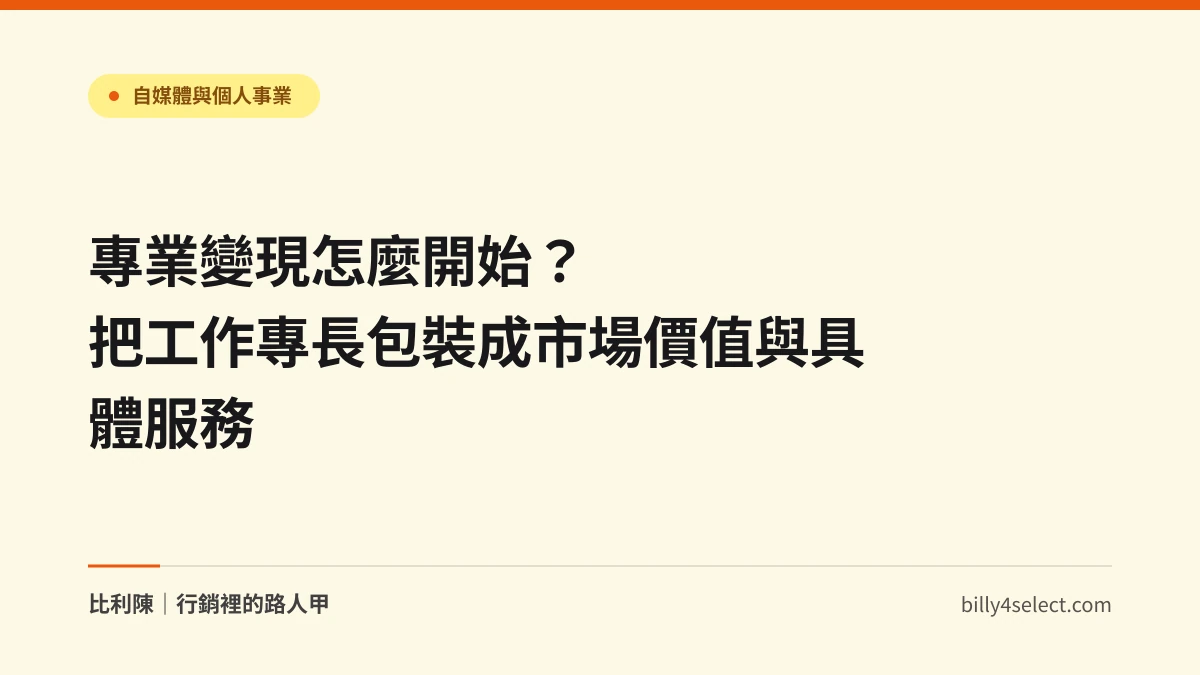 自媒體與個人事業
專業變現怎麼開始？
把工作專長包裝成市場價值與具
體服務
比利陳｜行銷裡的路人甲
billy4select.com